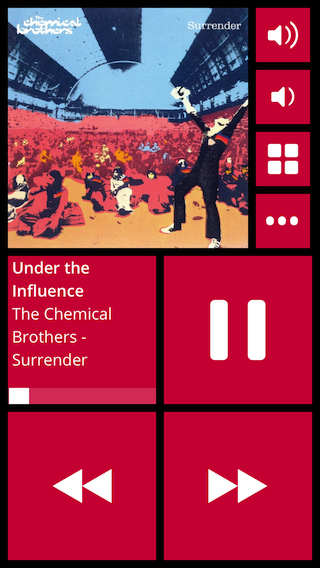 The
chemical
brothers
Surrender
Under the
Influence
The Chemical
Brothers -
Surrender